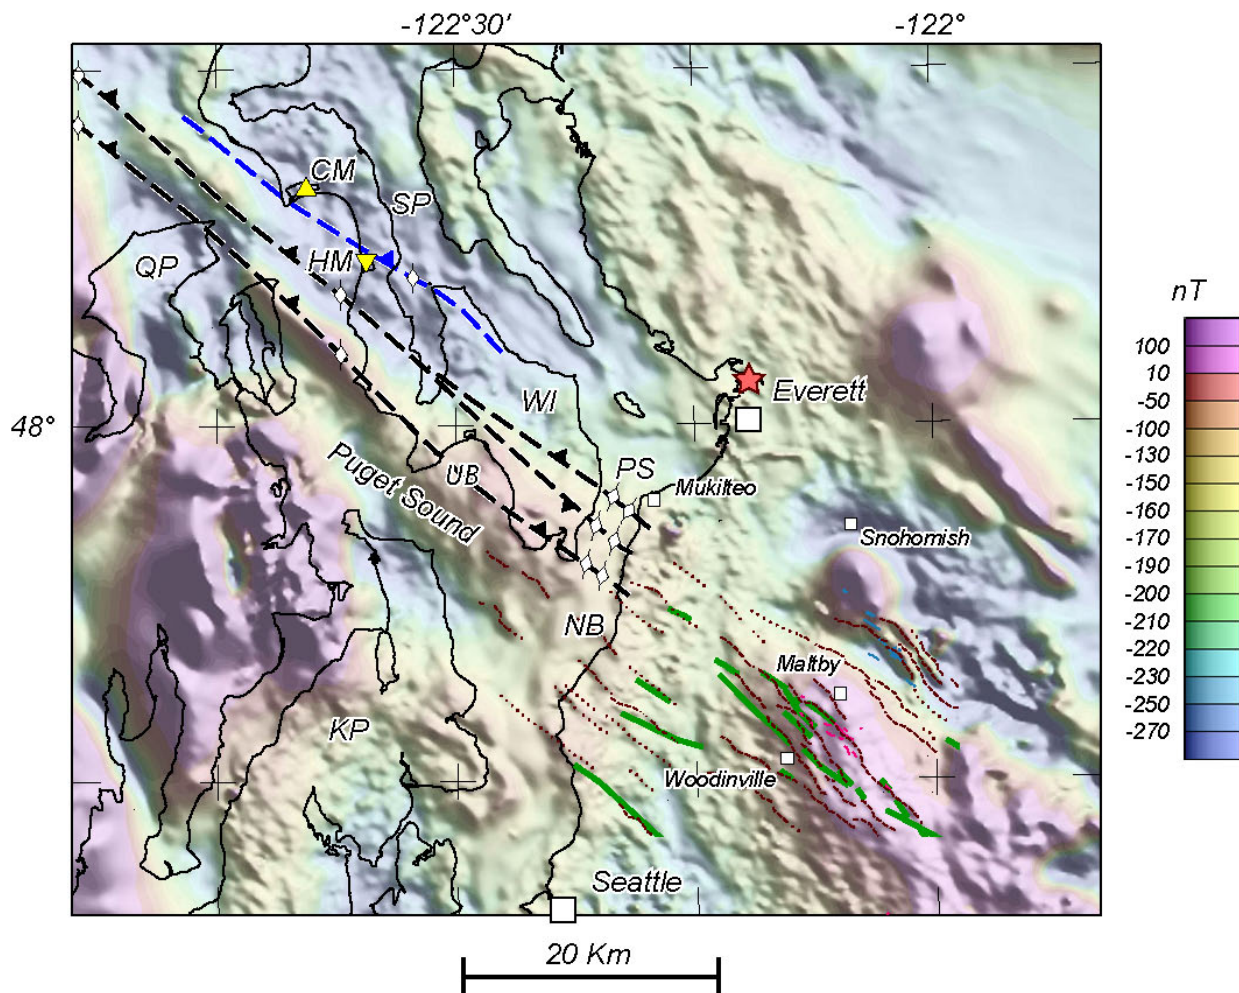 -122°30'
-122°
CM
SP
QP
HM
nT
100
10
-50
-100
-130
-150
-160
-170
-190
-200
-210
-220
-230
-250
-270
WI
Everett
48°
Puget Sound
UB
PS
Mukilteo
Snohomish
NB
Maltby
KP
Woodinville
Seattle
20 Km